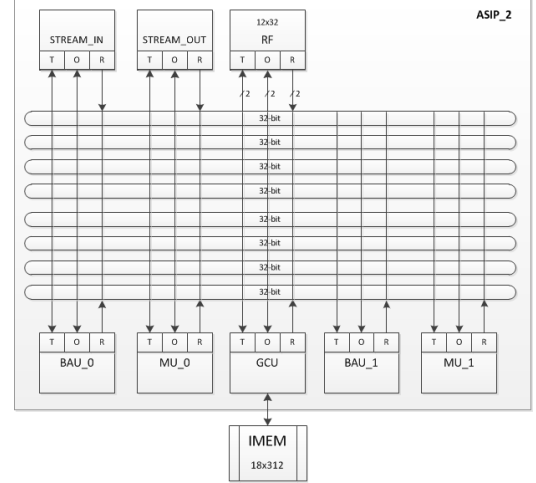 ASIP_2
STREAM_IN
STREAM_OUT
12x32
RF
T O R
T O R
T O R
/2 /2 /2
32-bit
32-bit
32-bit
32-bit
32-bit
32-bit
32-bit
32-bit
T O R
T O R
T O R
T O R
T O R
BAU_0
MU_0
GCU
BAU_1
MU_1
IMEM
18x312